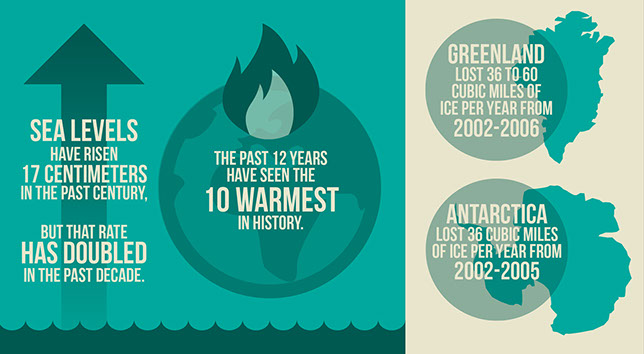 SEA LEVELS
HAVE RISEN
17 CENTIMETERS
IN THE PAST CENTURY,
BUT THAT RATE
HAS DOUBLED
IN THE PAST DECADE.
THE PAST 12 YEARS
HAVE SEEN THE
10 WARMEST
IN HISTORY.
GREENLAND
LOST 36 TO 60
CUBIC MILES OF
ICE PER YEAR FROM
2002-2006
ANTARCTICA
LOST 36 CUBIC MILES
OF ICE PER YEAR FROM
2002-2005